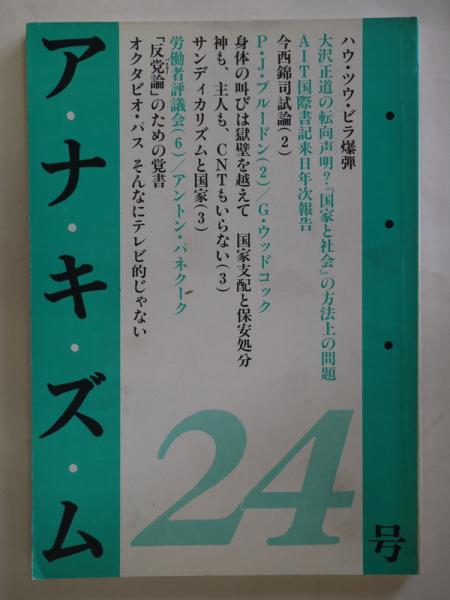 ハウ・ツウ・ビラ爆弾
大沢正道の転向声明？『国家と社会』の方法上の問題
AIT国際書記来日年次報告
今西錦司試論(2)
P・J・プルードン(2)／G・ウッドコック
身体の叫びは獄壁を越えて　国家支配と保安処分
神も、主人も、CNTもいらない(3)
サンディカリズムと国家(3)
労働者評議会(6)／アントン・パネクーク
「反党論」のための覚書
オクタビオ・パス　そんなにテレビ的じゃない
ア・ナ・キ・ズ・ム
24
号